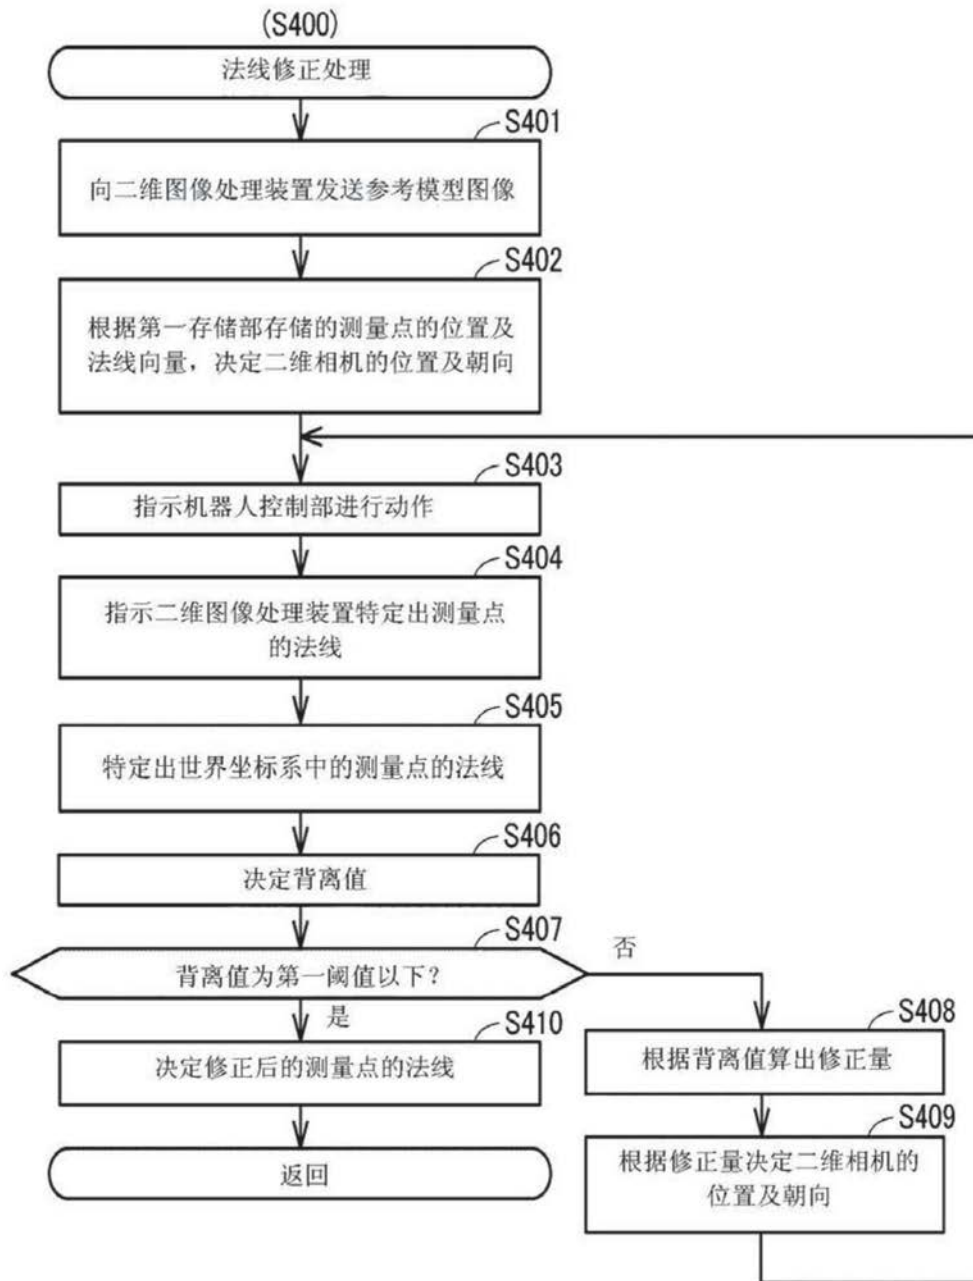 (S400)
法线修正处理
S401
向二维图像处理装置发送参考模型图像
S402
根据第一存储部存储的测量点的位置及
法线向量，决定二维相机的位置及朝向
S403
指示机器人控制部进行动作
S404
指示二维图像处理装置特定出测量点
的法线
S405
特定出世界坐标系中的测量点的法线
S406
决定背离值
S407
背离值为第一阈值以下？
否
是
S408
根据背离值算出修正量
S409
根据修正量决定二维相机的
位置及朝向
S410
决定修正后的测量点的法线
返回